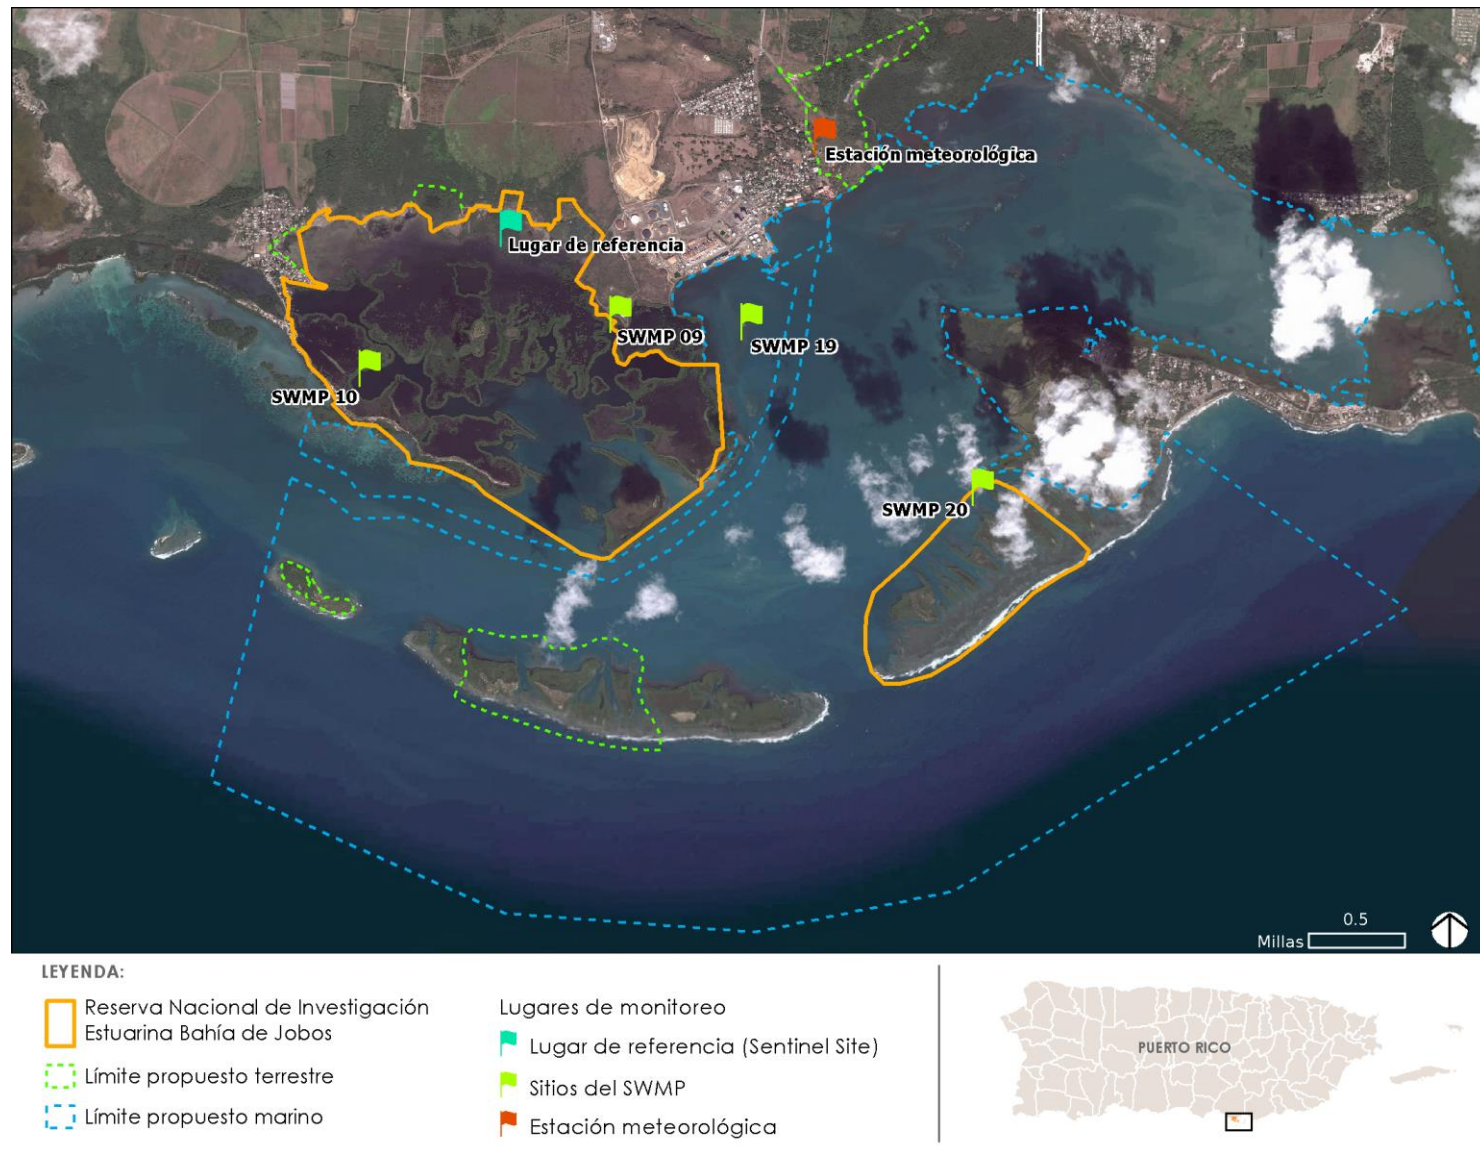 Estación meteorológica
Lugar de referencia
SWMP 09
SWMP 19
SWMP 10
SWMP 20
0.5
Millas
LEYENDA:
Reserva Nacional de Investigación
Estuarina Bahía de Jobos
Límite propuesto terrestre
Límite propuesto marino
Lugares de monitoreo
Lugar de referencia (Sentinel Site)
Sitios del SWMP
Estación meteorológica
PUERTO RICO